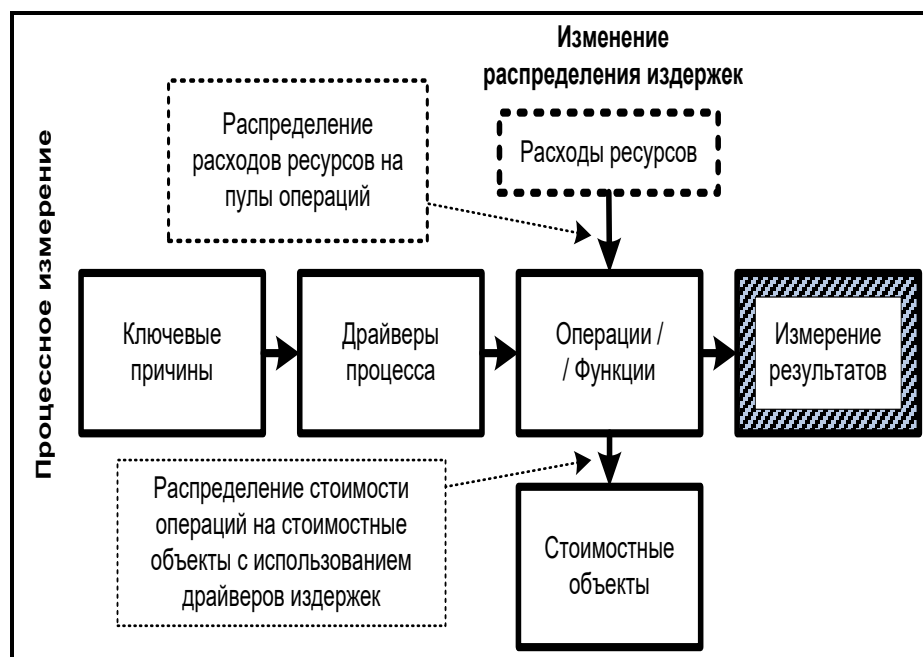 Изменение
распределения издержек
Процессное измерение
Распределение
расходов ресурсов на
пулы операций
Расходы ресурсов
Ключевые
причины
Драйверы
процесса
Операции /
/ Функции
Измерение
результатов
Распределение стоимости
операций на стоимостные
объекты с использованием
драйверов издержек
Стоимостные
объекты